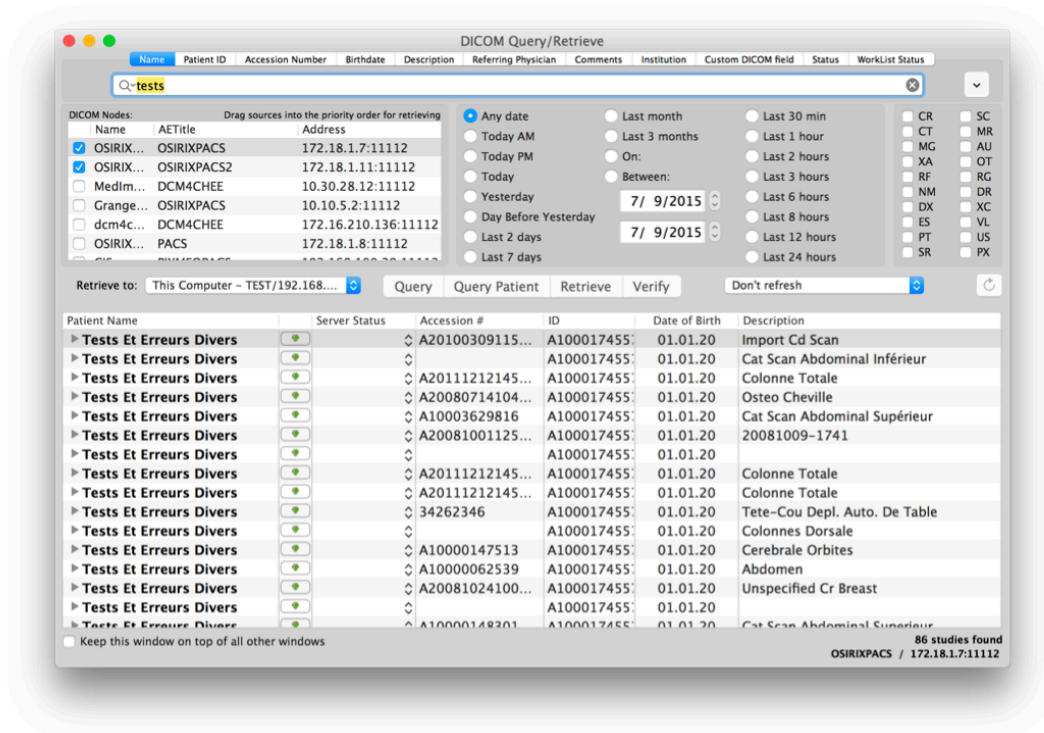 DICOM Query/Retrieve
Name Patient ID Accession Number Birthdate Description Referring Physician Comments Institution Custom DICOM field Status WorkList Status
tests
DICOM Nodes: Drag sources into the priority order for retrieving
Name AETitle Address
OSIRIX... OSIRIXPACS 172.18.1.7:11112
OSIRIX... OSIRIXPACS2 172.18.1.11:11112
MedIm... DCM4CHEE 10.30.28.12:11112
Grange... OSIRIXPACS 10.10.5.2:11112
dcm4c... DCM4CHEE 172.16.210.136:11112
OSIRIX... PACS 172.18.1.8:11112
Any date Last month Last 30 min
Today AM Last 3 months Last 1 hour
Today PM On: Last 2 hours
Today Between: Last 3 hours
Yesterday 7/ 9/2015 Last 6 hours
Day Before Yesterday Last 8 hours
Last 2 days 7/ 9/2015 Last 12 hours
Last 7 days Last 24 hours
CR SC
CT MR
MG AU
XA OT
RF RG
NM DR
DX XC
ES VL
PT US
SR PX
Retrieve to: This Computer – TEST/192.168.... Query Query Patient Retrieve Verify Don't refresh
Patient Name Server Status Accession # ID Date of Birth Description
Tests Et Erreurs Divers A20100309115... A100017455 01.01.20 Import Cd Scan
Tests Et Erreurs Divers A100017455 01.01.20 Cat Scan Abdominal Inférieur
Tests Et Erreurs Divers A20111212145... A100017455 01.01.20 Colonne Totale
Tests Et Erreurs Divers A20080714104... A100017455 01.01.20 Osteo Cheville
Tests Et Erreurs Divers A10003629816 A100017455 01.01.20 Cat Scan Abdominal Supérieur
Tests Et Erreurs Divers A20081001125... A100017455 01.01.20 20081009-1741
Tests Et Erreurs Divers A100017455 01.01.20
Tests Et Erreurs Divers A20111212145... A100017455 01.01.20 Colonne Totale
Tests Et Erreurs Divers A20111212145... A100017455 01.01.20 Colonne Totale
Tests Et Erreurs Divers 34262346 A100017455 01.01.20 Tete-Cou Depl. Auto. De Table
Tests Et Erreurs Divers A100017455 01.01.20 Colonnes Dorsale
Tests Et Erreurs Divers A10000147513 A100017455 01.01.20 Cerebrale Orbites
Tests Et Erreurs Divers A10000062539 A100017455 01.01.20 Abdomen
Tests Et Erreurs Divers A20081024100... A100017455 01.01.20 Unspecified Cr Breast
Tests Et Erreurs Divers A100017455 01.01.20
Tests Et Erreurs Divers A10000148301 A100017455 01.01.20 Cat Scan Abdominal Superieur
Keep this window on top of all other windows 86 studies found
OSIRIXPACS / 172.18.1.7:11112